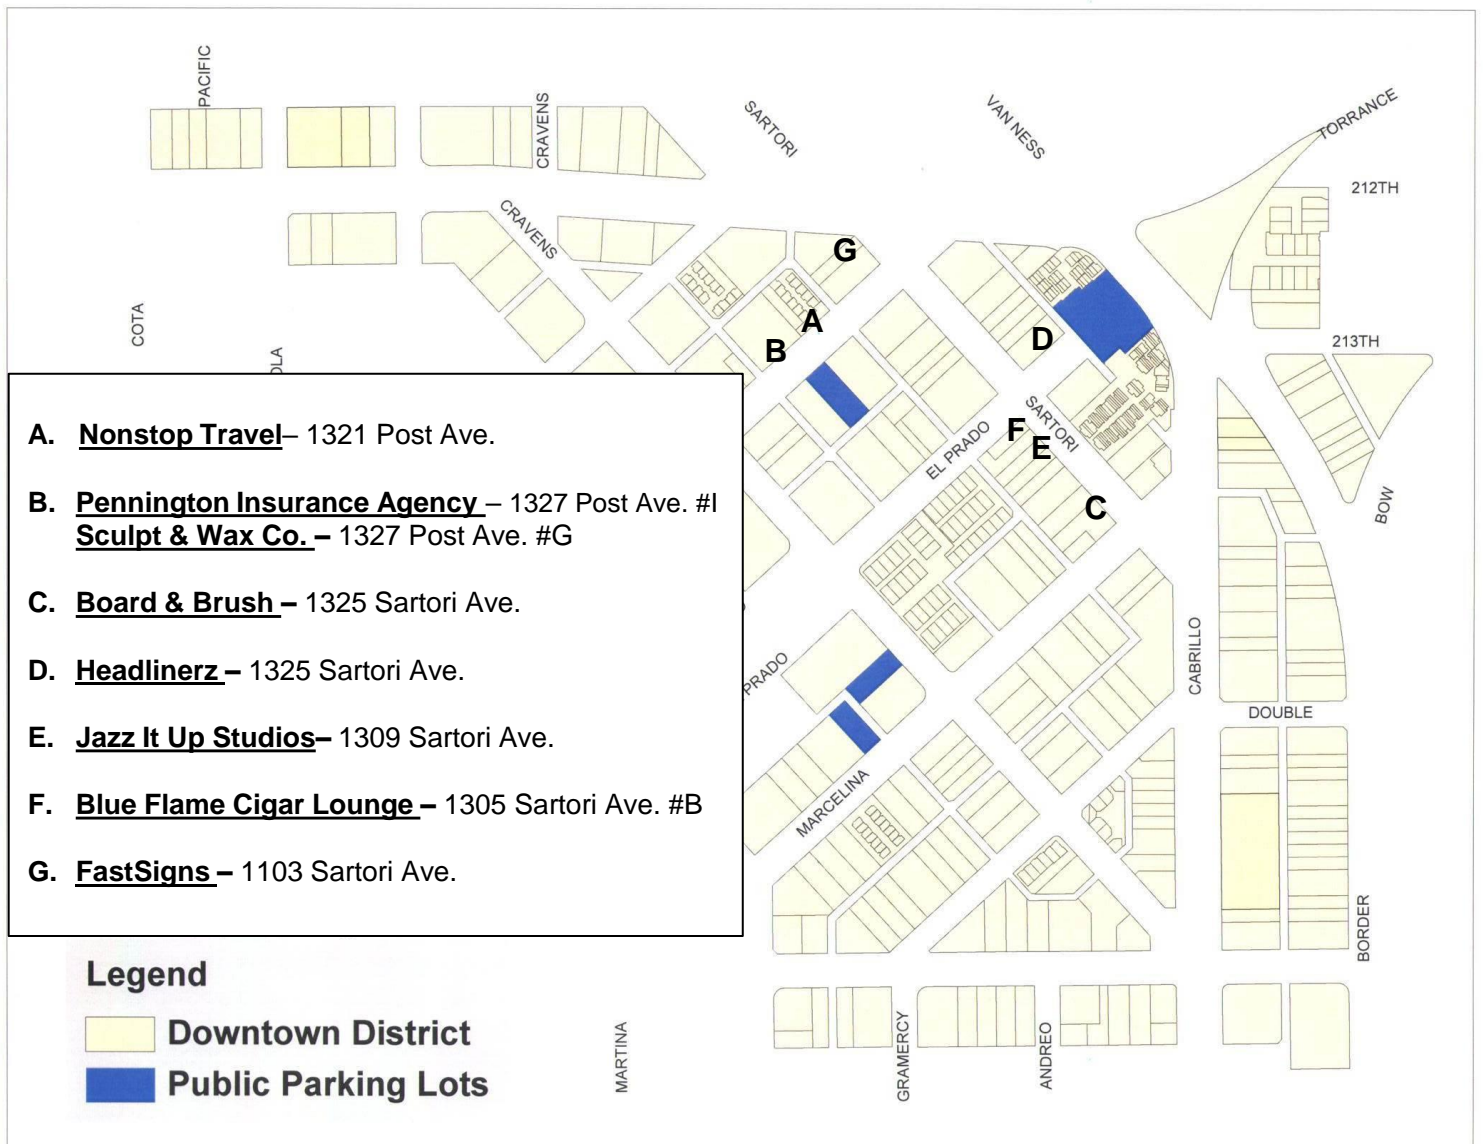 PACIFIC
CRAVENS
SARTORI
VAN NESS
TORRANCE
212TH
CRAVENS
G
COTA
A
D
B
213TH
SARTORI
F
E
EL PRADO
C
BOW
A. Nonstop Travel– 1321 Post Ave.
B. Pennington Insurance Agency – 1327 Post Ave. #I
Sculpt & Wax Co. – 1327 Post Ave. #G
C. Board & Brush – 1325 Sartori Ave.
D. Headlinerz – 1325 Sartori Ave.
E. Jazz It Up Studios– 1309 Sartori Ave.
F. Blue Flame Cigar Lounge – 1305 Sartori Ave. #B
G. FastSigns – 1103 Sartori Ave.
PRADO
CABRILLO
DOUBLE
MARCELINA
BORDER
Legend
Downtown District
Public Parking Lots
MARTINA
GRAMERCY
ANDREO